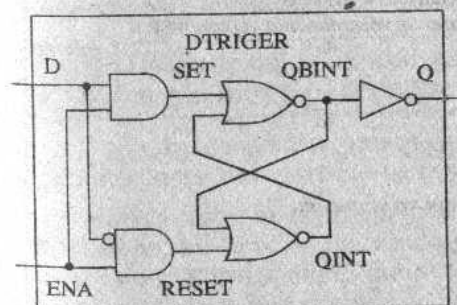 DTRIGER
D
SET
QBINT
Q
QINT
ENA
RESET